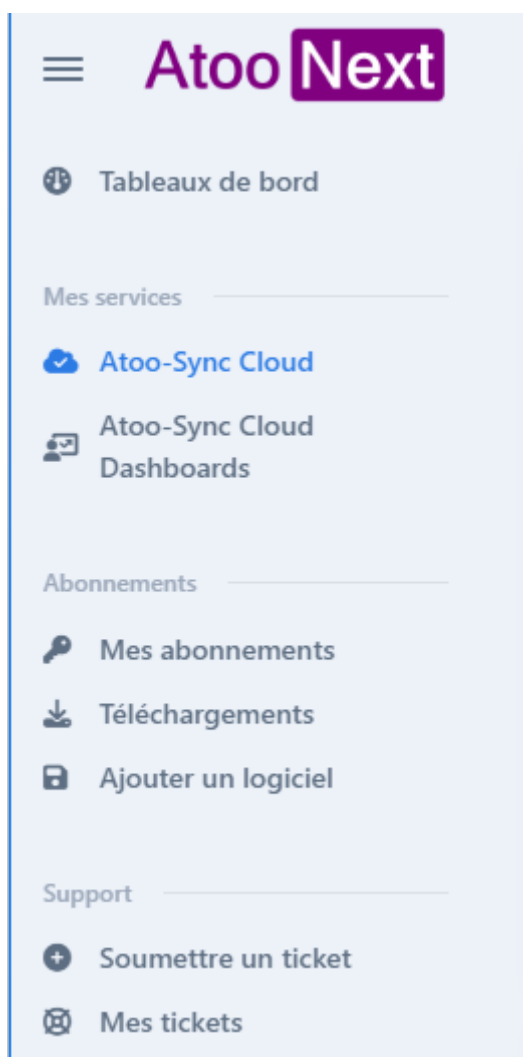 Atoo Next
Tableaux de bord
Mes services
Atoo-Sync Cloud
Atoo-Sync Cloud
Dashboards
Abonnements
Mes abonnements
Téléchargements
Ajouter un logiciel
Support
Soumettre un ticket
Mes tickets